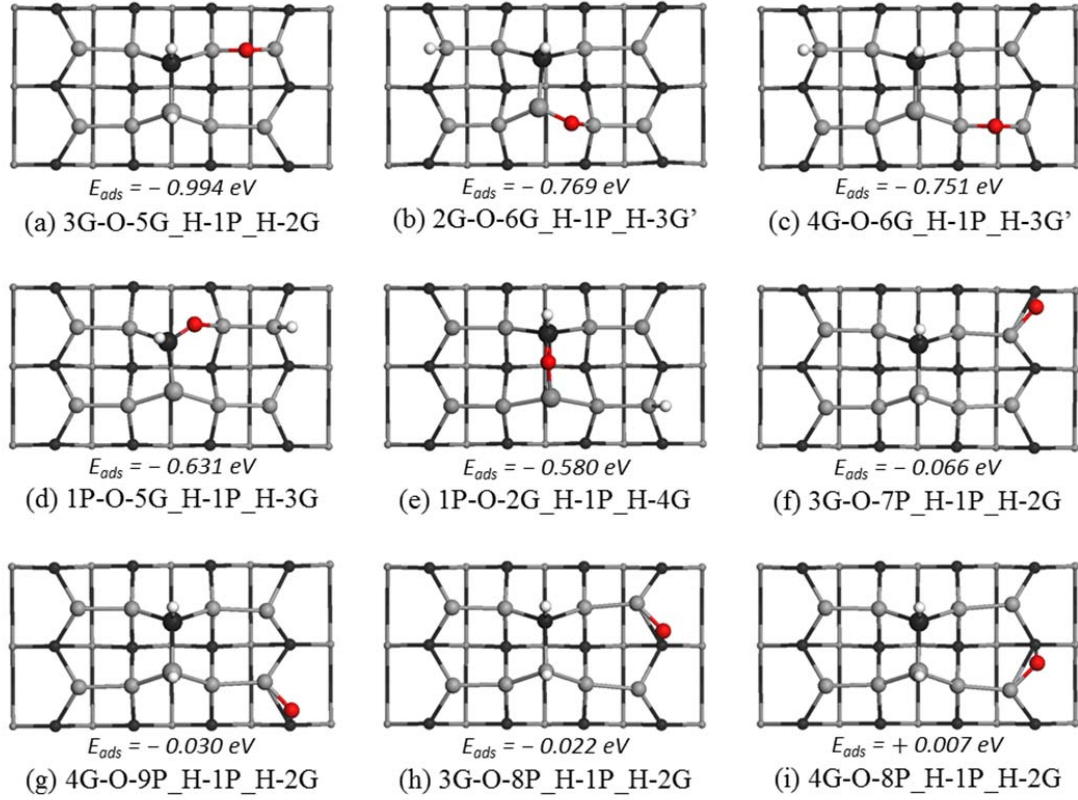 E_ads = − 0.994 eV
(a) 3G-O-5G_H-1P_H-2G
E_ads = − 0.769 eV
(b) 2G-O-6G_H-1P_H-3G’
E_ads = − 0.751 eV
(c) 4G-O-6G_H-1P_H-3G’
E_ads = − 0.631 eV
(d) 1P-O-5G_H-1P_H-3G
E_ads = − 0.580 eV
(e) 1P-O-2G_H-1P_H-4G
E_ads = − 0.066 eV
(f) 3G-O-7P_H-1P_H-2G
E_ads = − 0.030 eV
(g) 4G-O-9P_H-1P_H-2G
E_ads = − 0.022 eV
(h) 3G-O-8P_H-1P_H-2G
E_ads = + 0.007 eV
(i) 4G-O-8P_H-1P_H-2G